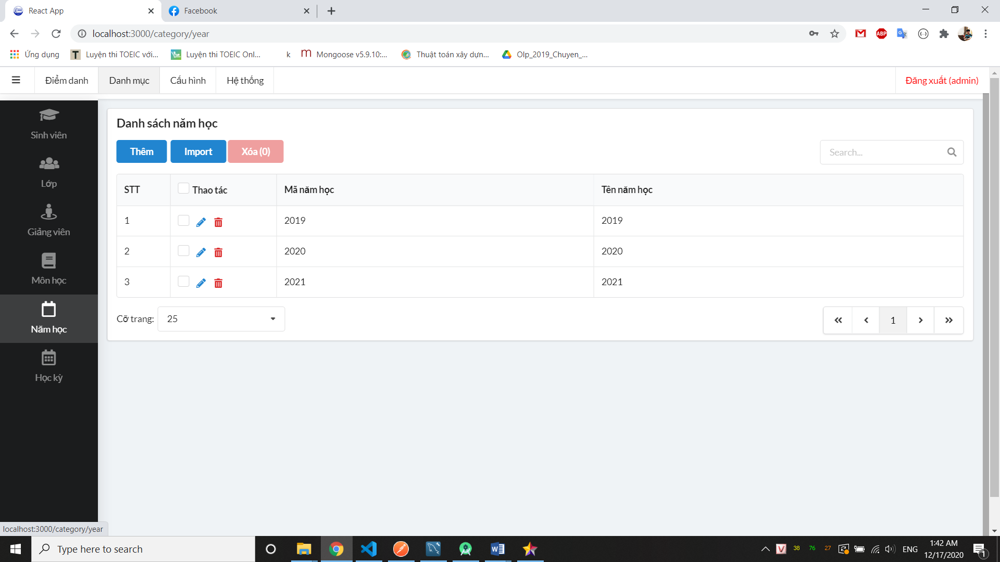 React App
Facebook
localhost:3000/category/year
Ứng dụng
T
Luyện thi TOEIC với...
Luyện thi TOEIC Onl...
k
m
Mongoose v5.9.10:...
Thuật toán xây dựn...
Olp_2019_Chuyen_...
ABP
Điểm danh
Danh mục
Cấu hình
Hệ thống
Đăng xuất (admin)
Sinh viên
Lớp
Giảng viên
Môn học
Năm học
Học kỳ
Danh sách năm học
Thêm
Import
Xóa (0)
Search...
STT
Thao tác
Mã năm học
Tên năm học
1
2019
2019
2
2020
2020
3
2021
2021
Cỡ trang:
25
1
localhost:3000/category/year
Type here to search
V
38
76
27
ENG
1:42 AM
12/17/2020
1